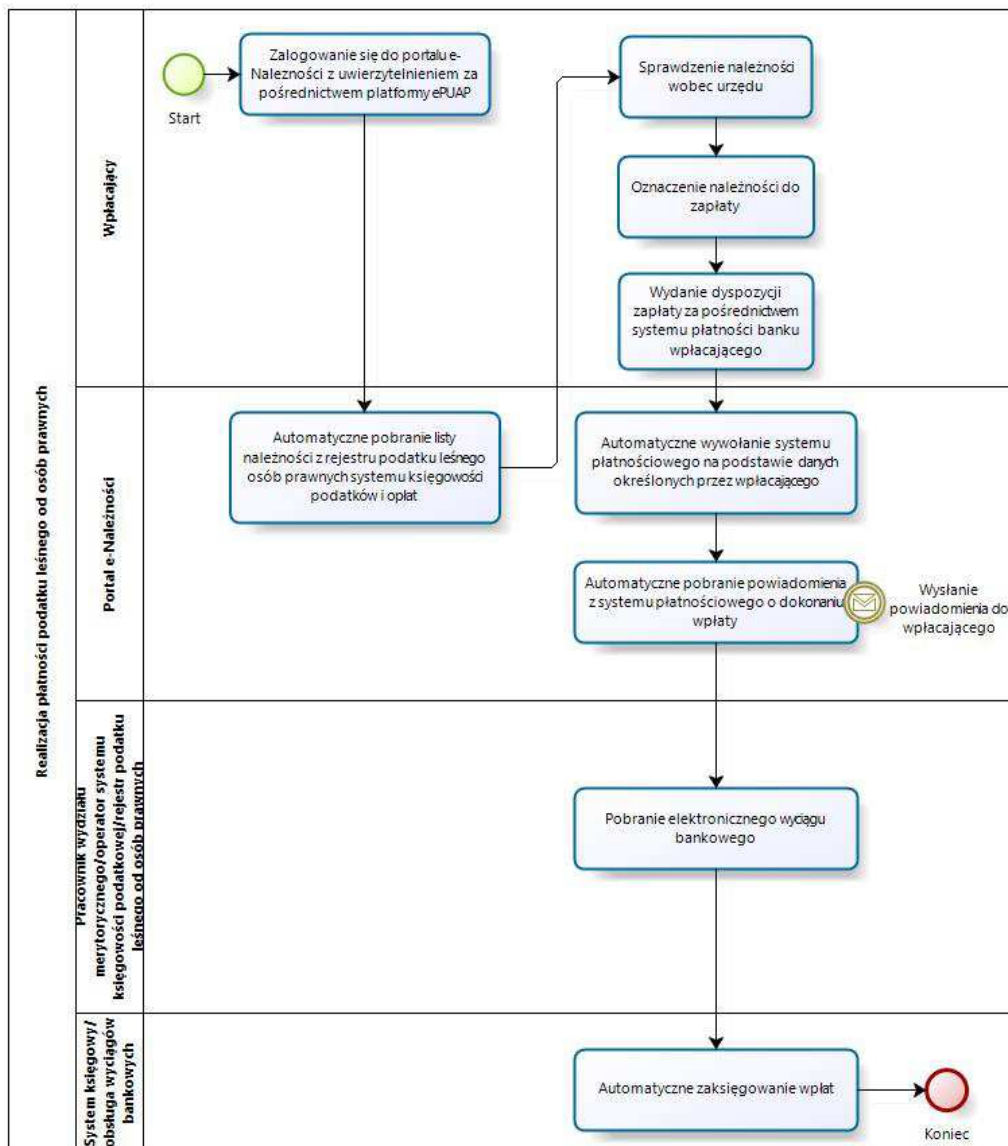 Realizacja płatności podatku leśnego od osób prawnych
Wpłacający
Start
Zalogowanie się do portalu e-
Nalezności z uwierzytelnieniem za
pośrednictwem platformy ePUAP
Sprawdzenie należności
wobec urzędu
Oznaczenie należności do
zapłaty
Wydanie dyspozycji
zapłaty za pośrednictwem
systemu płatności banku
wpłacającego
Portal e-Należności
Automatyczne pobranie listy
należności z rejestru podatku leśnego
osób prawnych systemu księgowości
podatków i opłat
Automatyczne wywołanie systemu
płatnościowego na podstawie danych
określonych przez wpłacającego
Automatyczne pobranie powiadomienia
z systemu płatnościowego o dokonaniu
wpłaty
Wysłanie
powiadomienia do
wpłacającego
Pracownik wydziału
merytorycznego/operator systemu
księgowości podatkowej/rejestr podatku
leśnego od osób prawnych
Pobranie elektronicznego wyciągu
bankowego
System księgowy/
obsługa wyciągów
bankowych
Automatyczne zaksięgowanie wpłat
Koniec